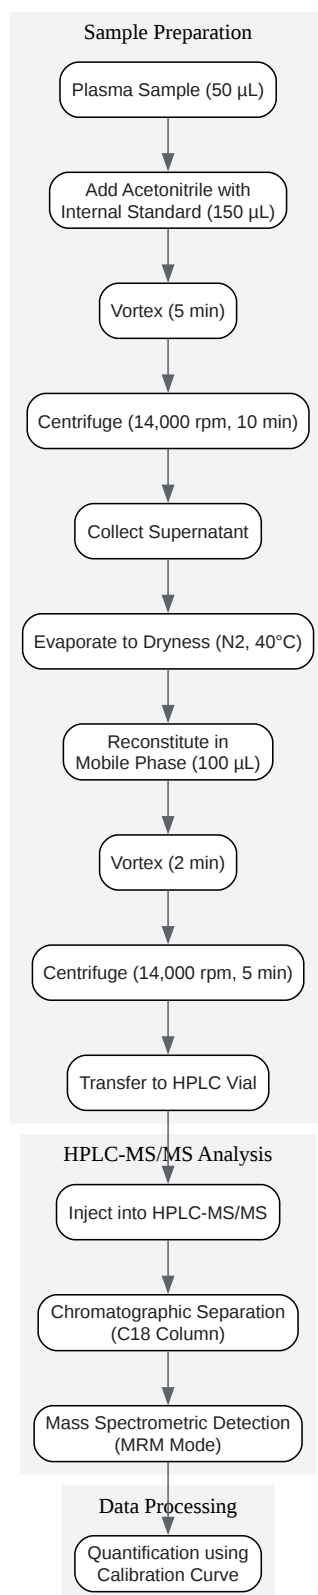 Sample Preparation
Plasma Sample (50 µL)
Add Acetonitrile with
Internal Standard (150 µL)
Vortex (5 min)
Centrifuge (14,000 rpm, 10 min)
Collect Supernatant
Evaporate to Dryness (N2, 40°C)
Reconstitute in
Mobile Phase (100 µL)
Vortex (2 min)
Centrifuge (14,000 rpm, 5 min)
Transfer to HPLC Vial
HPLC-MS/MS Analysis
Inject into HPLC-MS/MS
Chromatographic Separation
(C18 Column)
Mass Spectrometric Detection
(MRM Mode)
Data Processing
Quantification using
Calibration Curve